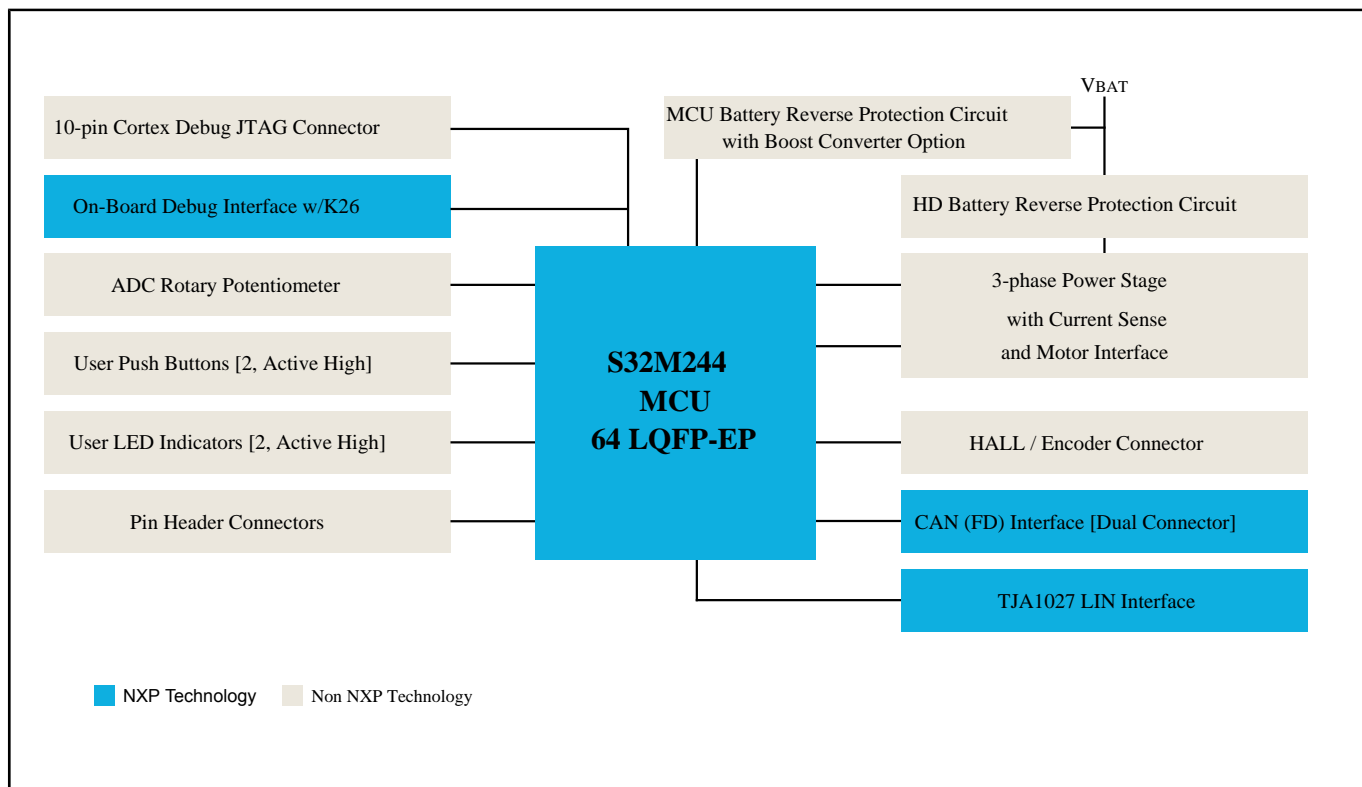 VBAT
10-pin Cortex Debug JTAG Connector
MCU Battery Reverse Protection Circuit
with Boost Converter Option
On-Board Debug Interface w/K26
HD Battery Reverse Protection Circuit
ADC Rotary Potentiometer
3-phase Power Stage
with Current Sense
and Motor Interface
User Push Buttons [2, Active High]
S32M244
MCU
64 LQFP-EP
User LED Indicators [2, Active High]
HALL / Encoder Connector
Pin Header Connectors
CAN (FD) Interface [Dual Connector]
TJA1027 LIN Interface
NXP Technology
Non NXP Technology